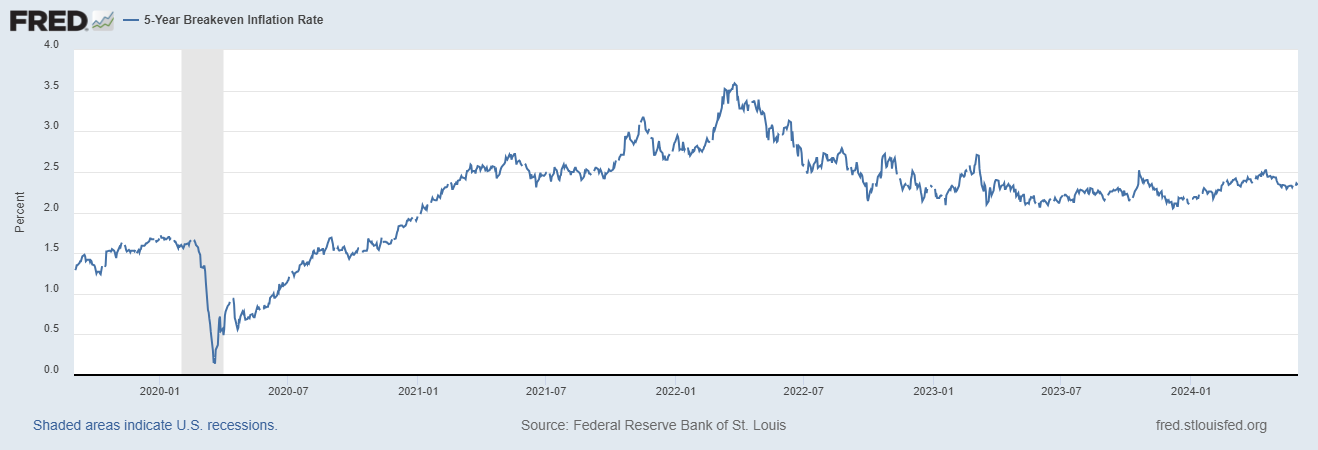 FRED 5-Year Breakeven Inflation Rate
Percent
4.0
3.5
3.0
2.5
2.0
1.5
1.0
0.5
0.0
2020-01 2020-07 2021-01 2021-07 2022-01 2022-07 2023-01 2023-07 2024-01
Shaded areas indicate U.S. recessions. Source: Federal Reserve Bank of St. Louis fred.stlouisfed.org